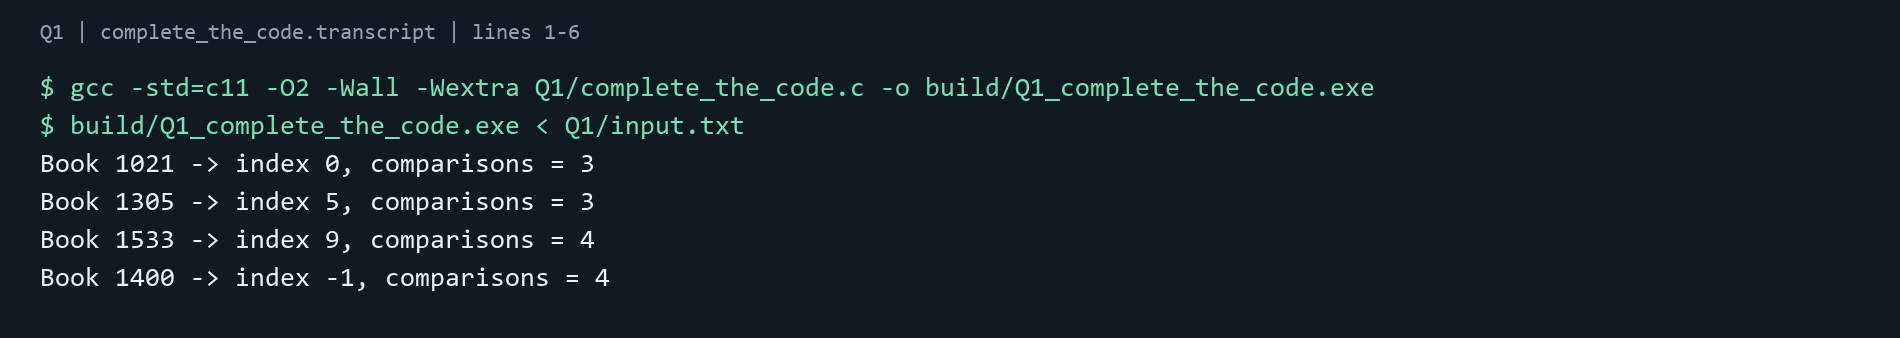 Q1 | complete_the_code.transcript | lines 1-6
$ gcc -std=c11 -O2 -Wall -Wextra Q1/complete_the_code.c -o build/Q1_complete_the_code.exe
$ build/Q1_complete_the_code.exe < Q1/input.txt
Book 1021 -> index 0, comparisons = 3
Book 1305 -> index 5, comparisons = 3
Book 1533 -> index 9, comparisons = 4
Book 1400 -> index -1, comparisons = 4